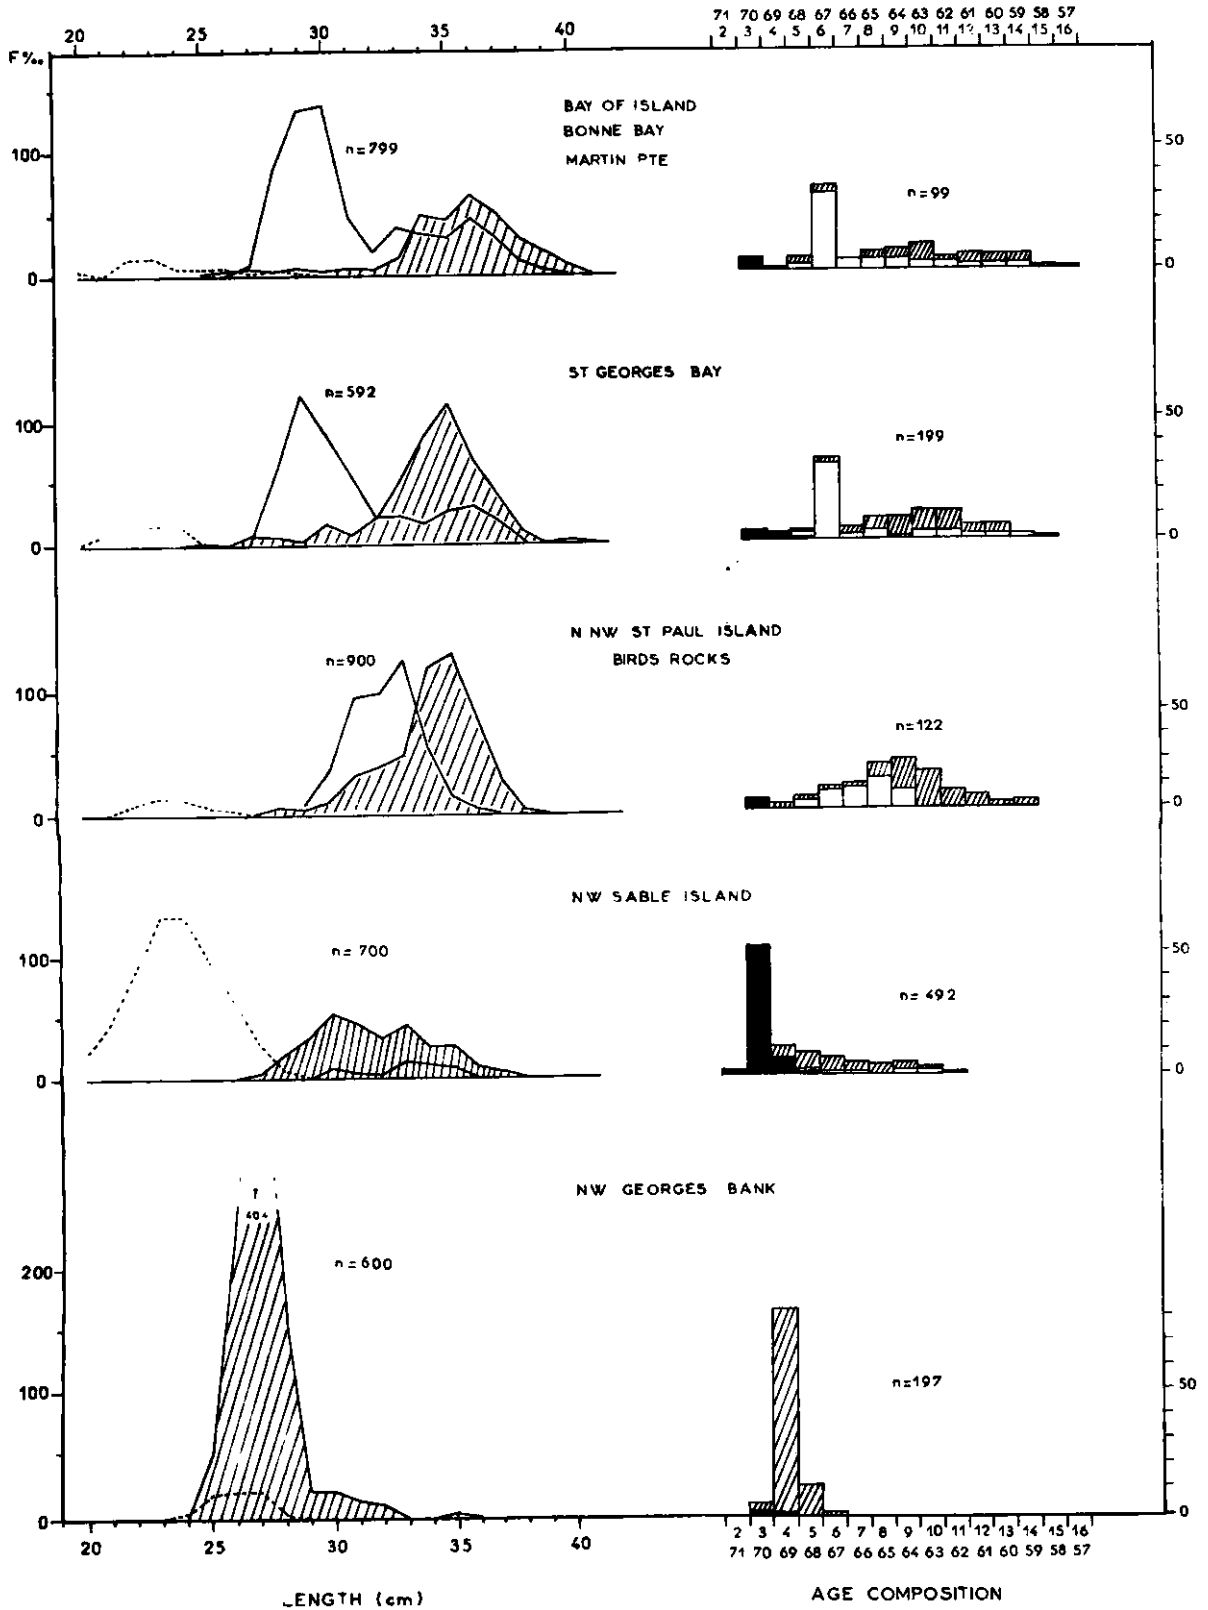 20 25 30 35 40
71 70 69 68 67 66 65 64 63 62 61 60 59 58 57
2 3 4 5 6 7 8 9 10 11 12 13 14 15 16
F‰
BAY OF ISLAND
BONNE BAY
MARTIN PTE
n=799
n=99
100
0
50
0
ST GEORGES BAY
n=592
n=199
100
0
50
0
N NW ST PAUL ISLAND
BIRDS ROCKS
n=900
n=122
100
0
50
0
NW SABLE ISLAND
n=700
n=492
100
0
50
0
NW GEORGES BANK
404
n=600
n=197
200
100
0
50
0
20 25 30 35 40
2 3 4 5 6 7 8 9 10 11 12 13 14 15 16
71 70 69 68 67 66 65 64 63 62 61 60 59 58 57
LENGTH (cm)
AGE COMPOSITION